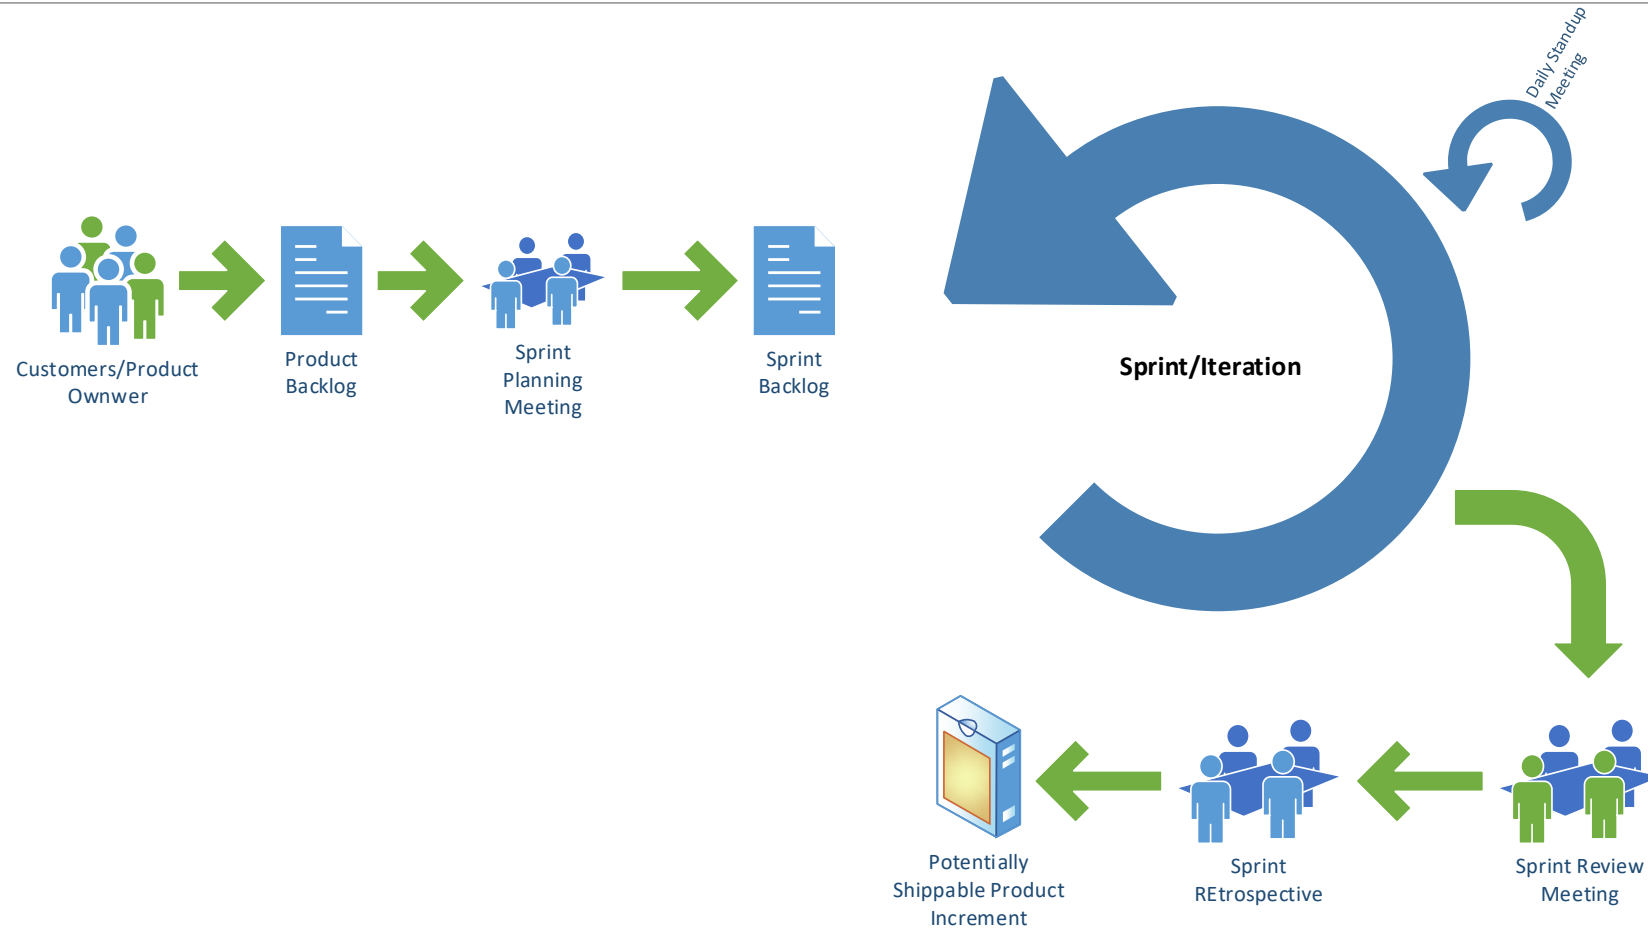 Daily Standup
Meeting
Customers/Product
Ownwer
Product
Backlog
Sprint
Planning
Meeting
Sprint
Backlog
Sprint/Iteration
Potentially
Shippable Product
Increment
Sprint
REtrospective
Sprint Review
Meeting